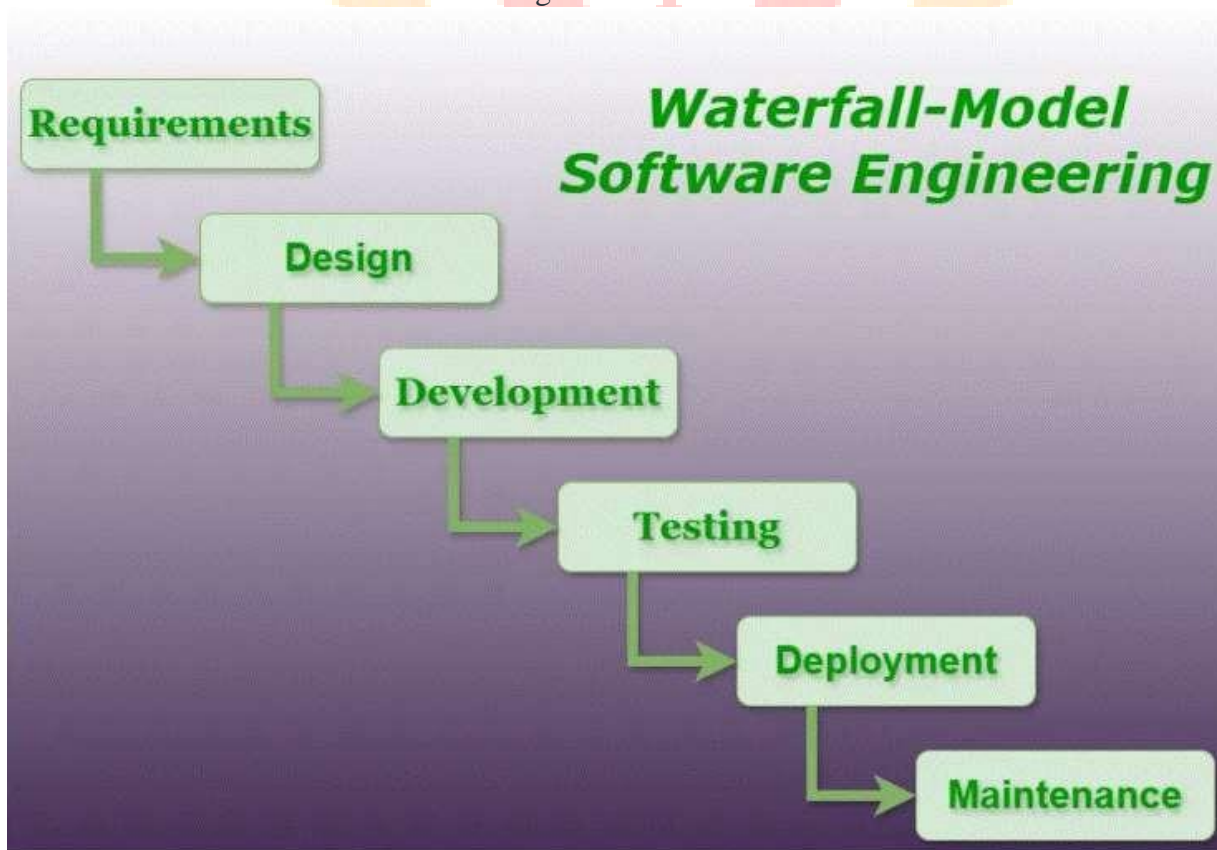 Waterfall-Model
Software Engineering
Requirements
Design
Development
Testing
Deployment
Maintenance